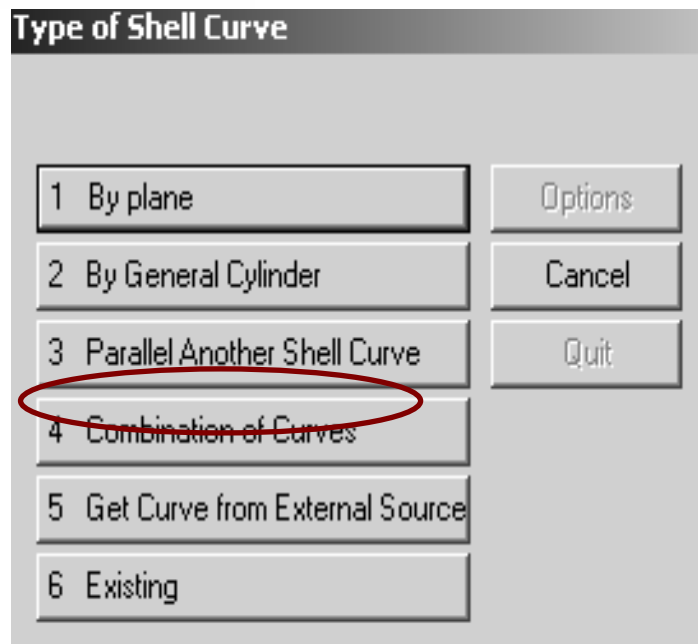 Type of Shell Curve
1 By plane
Options
2 By General Cylinder
Cancel
3 Parallel Another Shell Curve
Quit
4 Combination of Curves
5 Get Curve from External Source
6 Existing